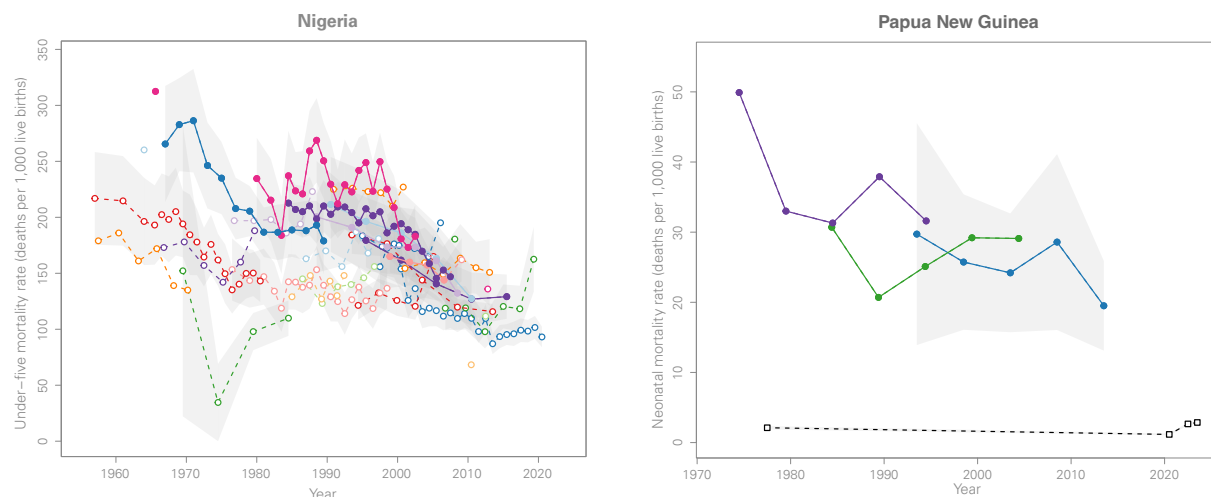 Nigeria
Under−five mortality rate (deaths per 1,000 live births)
350
300
250
200
150
100
50
0
1960 1970 1980 1990 2000 2010 2020
Year
Papua New Guinea
Neonatal mortality rate (deaths per 1,000 live births)
50
40
30
20
10
0
1970 1980 1990 2000 2010 2020
Year